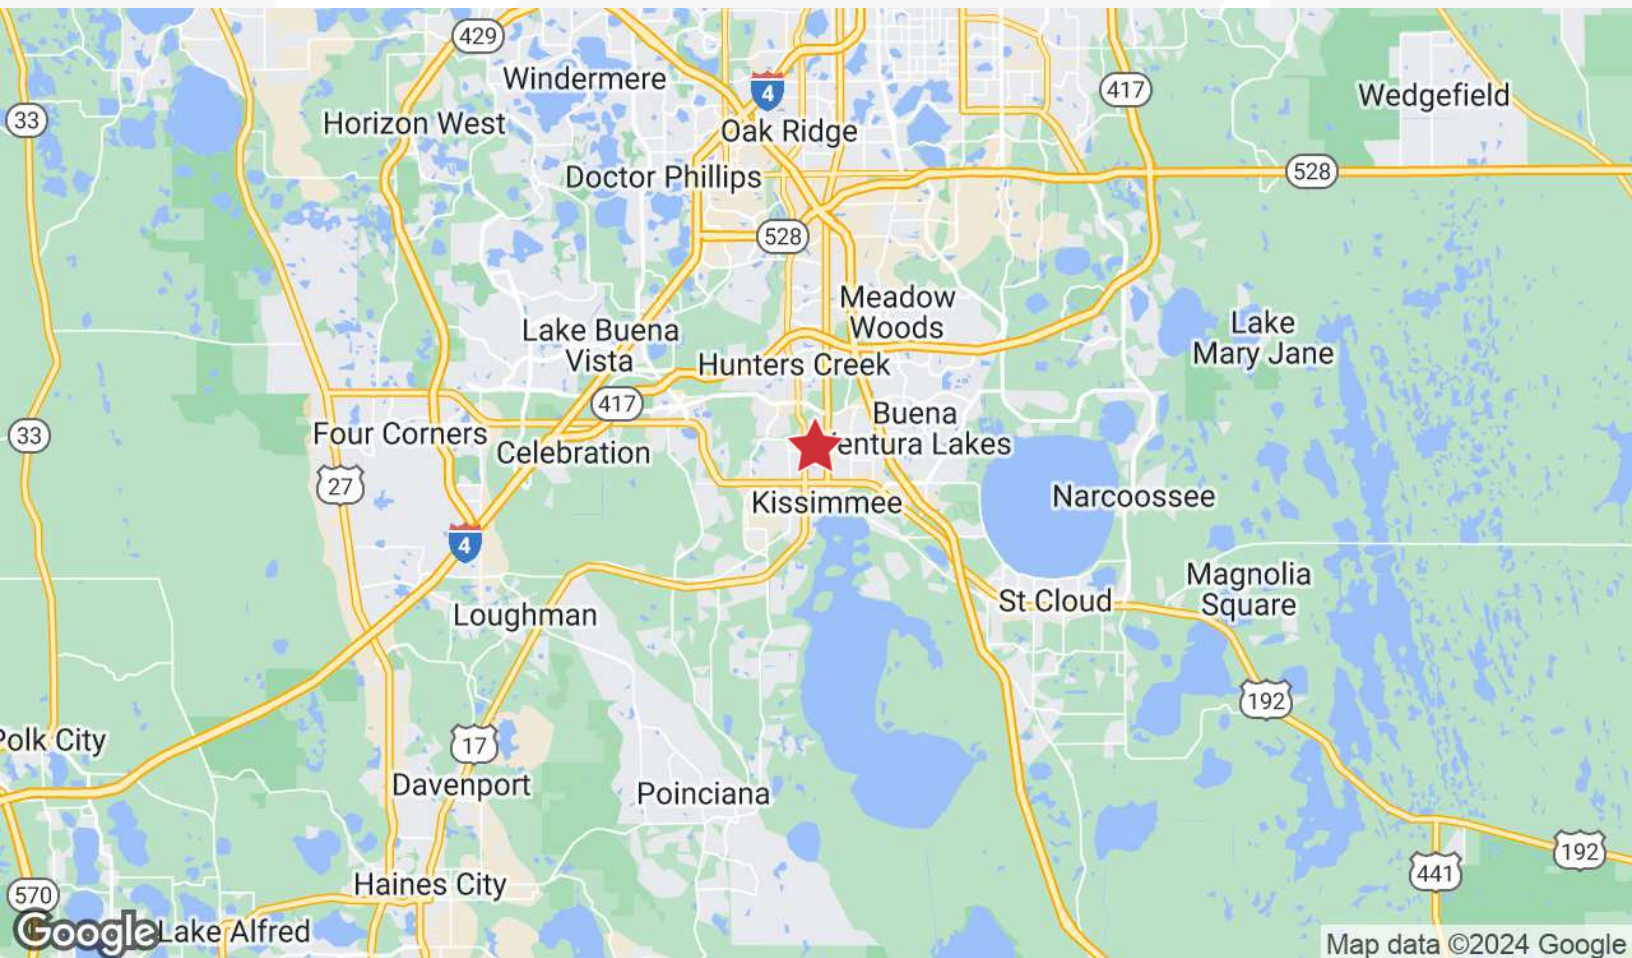 429
Windermere
4
417
Wedgefield
33
Horizon West
Oak Ridge
528
Doctor Phillips
528
Meadow
Woods
Lake Buena
Vista
Lake
Mary Jane
Hunters Creek
417
Buena
entura Lakes
33
Four Corners
Celebration
27
Kissimmee
Narcoossee
4
Magnolia
Square
St Cloud
Loughman
192
Polk City
17
Davenport
Poinciana
192
441
Haines City
570
Google
Lake Alfred
Map data ©2024 Google